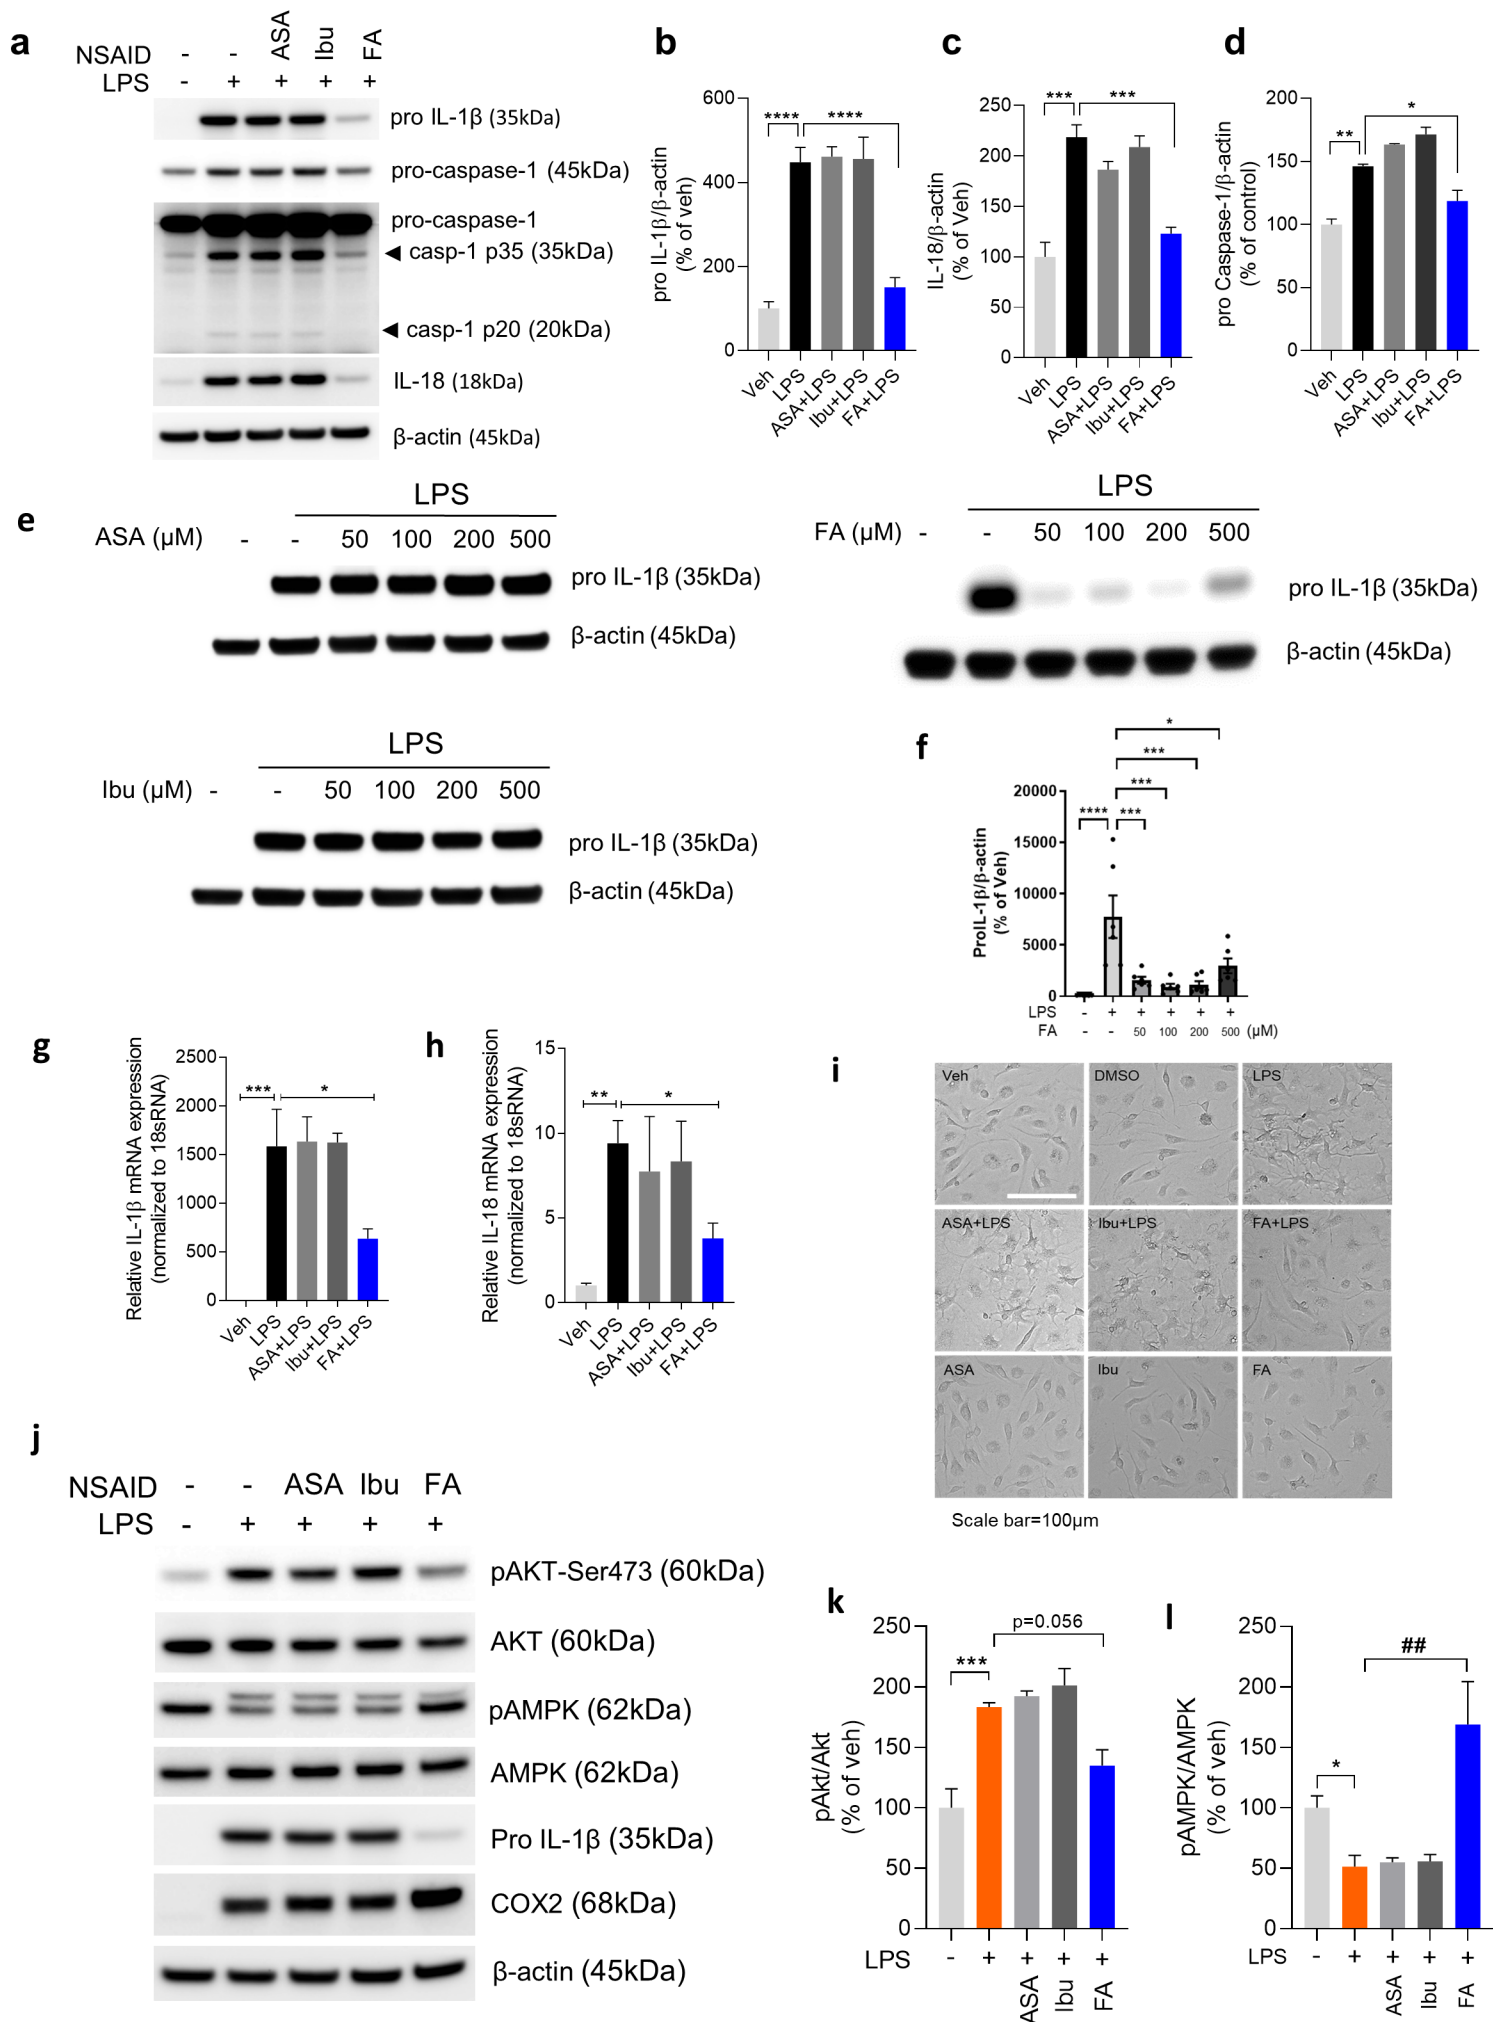 a
NSAID - - ASA Ibu FA
LPS - + + + +
pro IL-1β (35kDa)
pro-caspase-1 (45kDa)
pro-caspase-1
◄ casp-1 p35 (35kDa)
◄ casp-1 p20 (20kDa)
IL-18 (18kDa)
β-actin (45kDa)
b
pro IL-1β/β-actin
(% of veh)
600
400
200
0
**** ****
Veh LPS ASA+LPS Ibu+LPS FA+LPS
c
IL-18/β-actin
(% of Veh)
250
200
150
100
50
0
*** ***
Veh LPS ASA+LPS Ibu+LPS FA+LPS
d
pro Caspase-1/β-actin
(% of control)
200
150
100
50
0
** *
Veh LPS ASA+LPS Ibu+LPS FA+LPS
e
LPS
ASA (µM) - - 50 100 200 500
pro IL-1β (35kDa)
β-actin (45kDa)
LPS
FA (µM) - - 50 100 200 500
pro IL-1β (35kDa)
β-actin (45kDa)
LPS
Ibu (µM) - - 50 100 200 500
pro IL-1β (35kDa)
β-actin (45kDa)
f
ProIL-1β/β-actin
(% of Veh)
20000
15000
10000
5000
0
*
***
***
**** ***
LPS - + + + + +
FA - - 50 100 200 500 (µM)
g
Relative IL-1β mRNA expression
(normalized to 18sRNA)
2500
2000
1500
1000
500
0
*** *
Veh LPS ASA+LPS Ibu+LPS FA+LPS
h
Relative IL-18 mRNA expression
(normalized to 18sRNA)
15
10
5
0
** *
Veh LPS ASA+LPS Ibu+LPS FA+LPS
i
Veh DMSO LPS
ASA+LPS Ibu+LPS FA+LPS
ASA Ibu FA
Scale bar=100µm
j
NSAID - - ASA Ibu FA
LPS - + + + +
pAKT-Ser473 (60kDa)
AKT (60kDa)
pAMPK (62kDa)
AMPK (62kDa)
Pro IL-1β (35kDa)
COX2 (68kDa)
β-actin (45kDa)
k
pAkt/Akt
(% of veh)
250
200
150
100
50
0
p=0.056
***
LPS - + + + +
ASA Ibu FA
l
pAMPK/AMPK
(% of veh)
250
200
150
100
50
0
##
*
LPS - + + + +
ASA Ibu FA